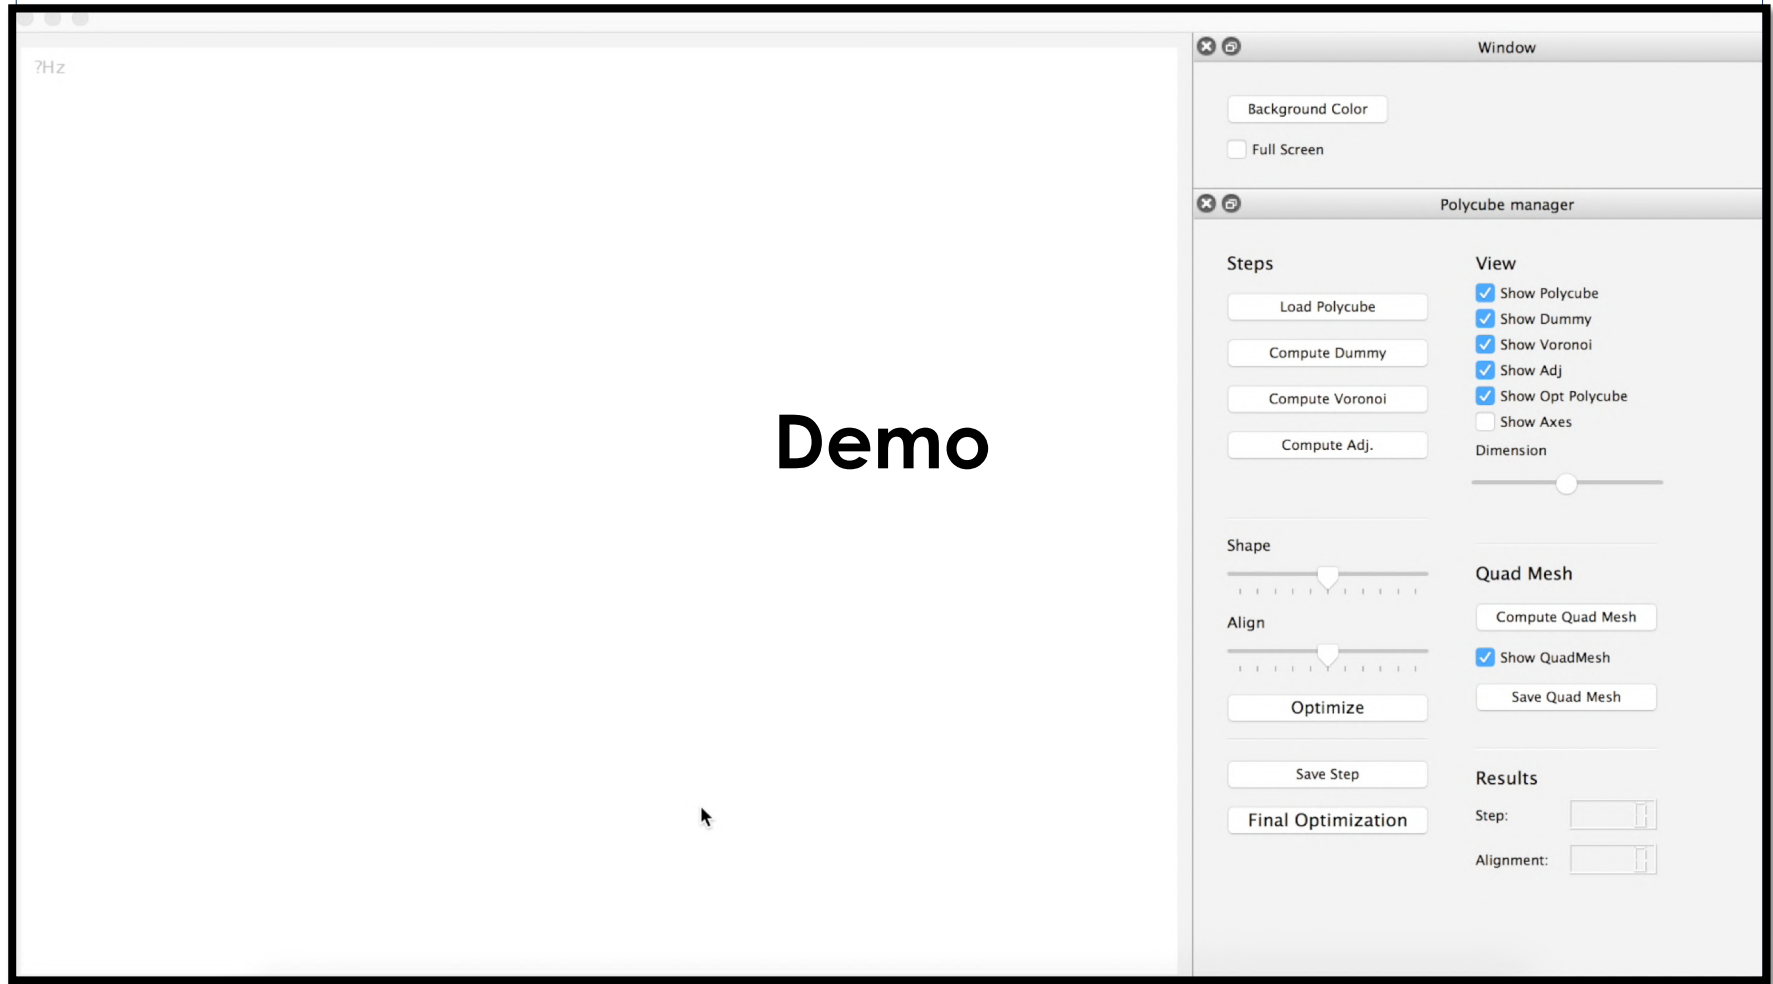 ?Hz
Demo
Window
Background Color
Full Screen
Polycube manager
Steps
Load Polycube
Compute Dummy
Compute Voronoi
Compute Adj.
Shape
Align
Optimize
Save Step
Final Optimization
View
Show Polycube
Show Dummy
Show Voronoi
Show Adj
Show Opt Polycube
Show Axes
Dimension
Quad Mesh
Compute Quad Mesh
Show QuadMesh
Save Quad Mesh
Results
Step: 0
Alignment: 0